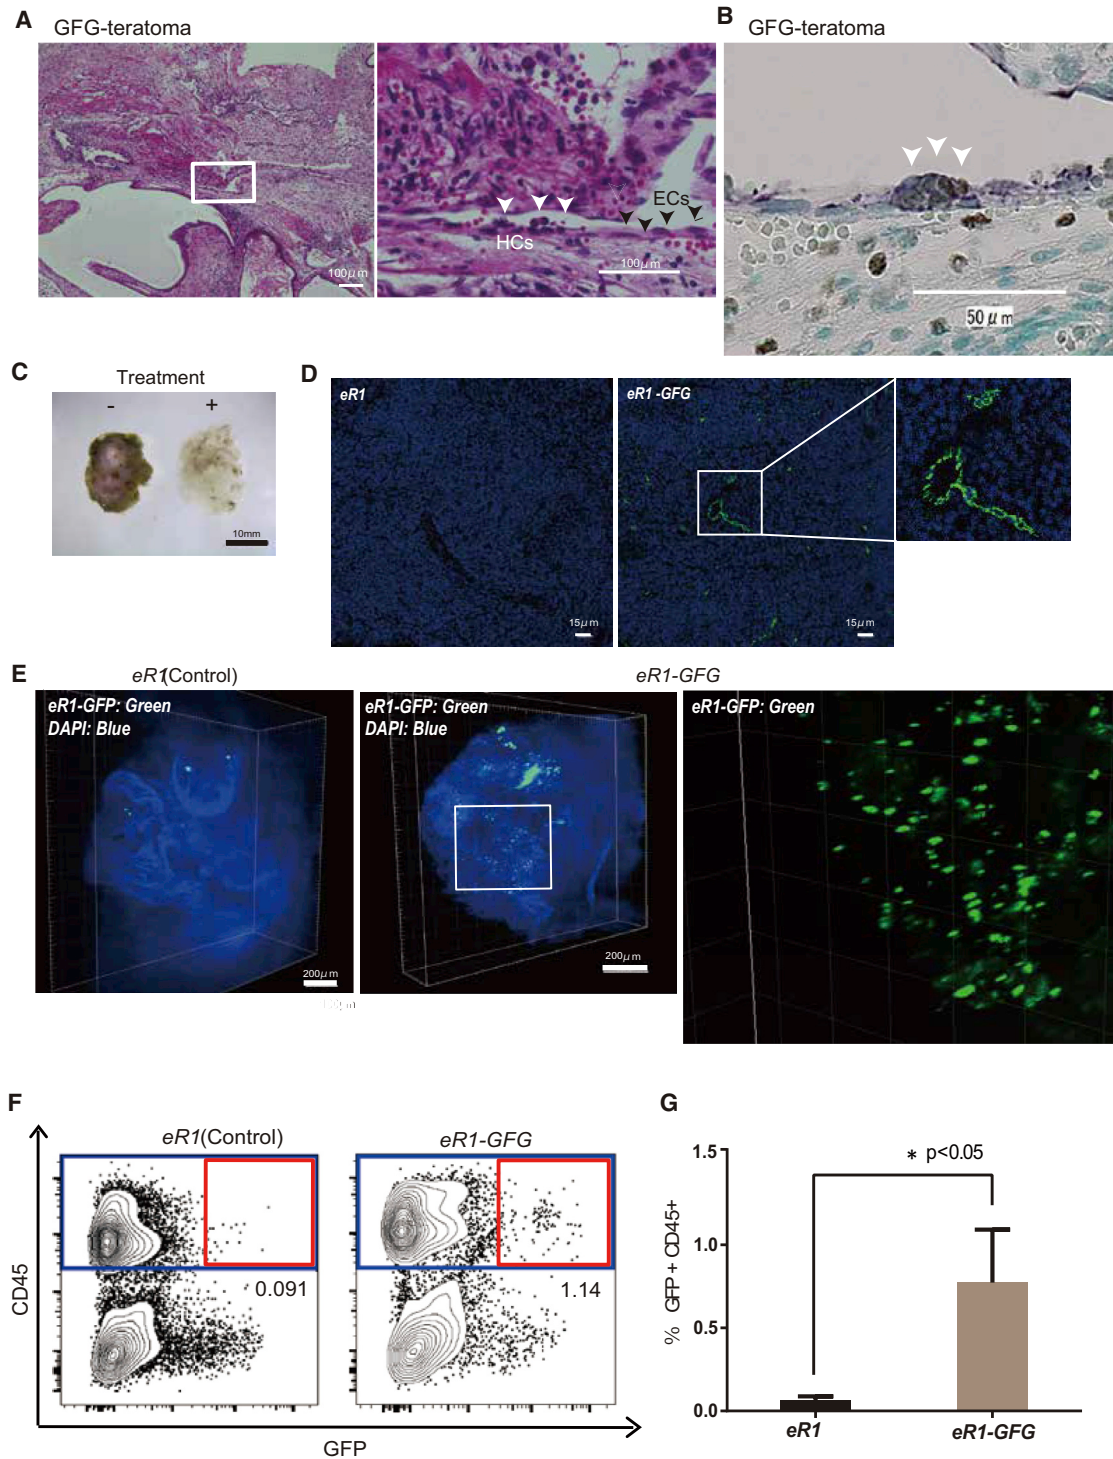 A
GFG-teratoma
100μm
HCs
ECs
100μm
B
GFG-teratoma
50 μm
C
Treatment
- +
10mm
D
eR1
15μm
eR1 -GFG
15μm
E
eR1(Control)
eR1-GFP: Green
DAPI: Blue
200μm
eR1-GFG
eR1-GFP: Green
DAPI: Blue
200μm
eR1-GFP: Green
F
eR1(Control)
eR1-GFG
CD45
0.091
1.14
GFP
G
* p<0.05
% GFP + CD45+
1.5
1.0
0.5
0.0
eR1
eR1-GFG